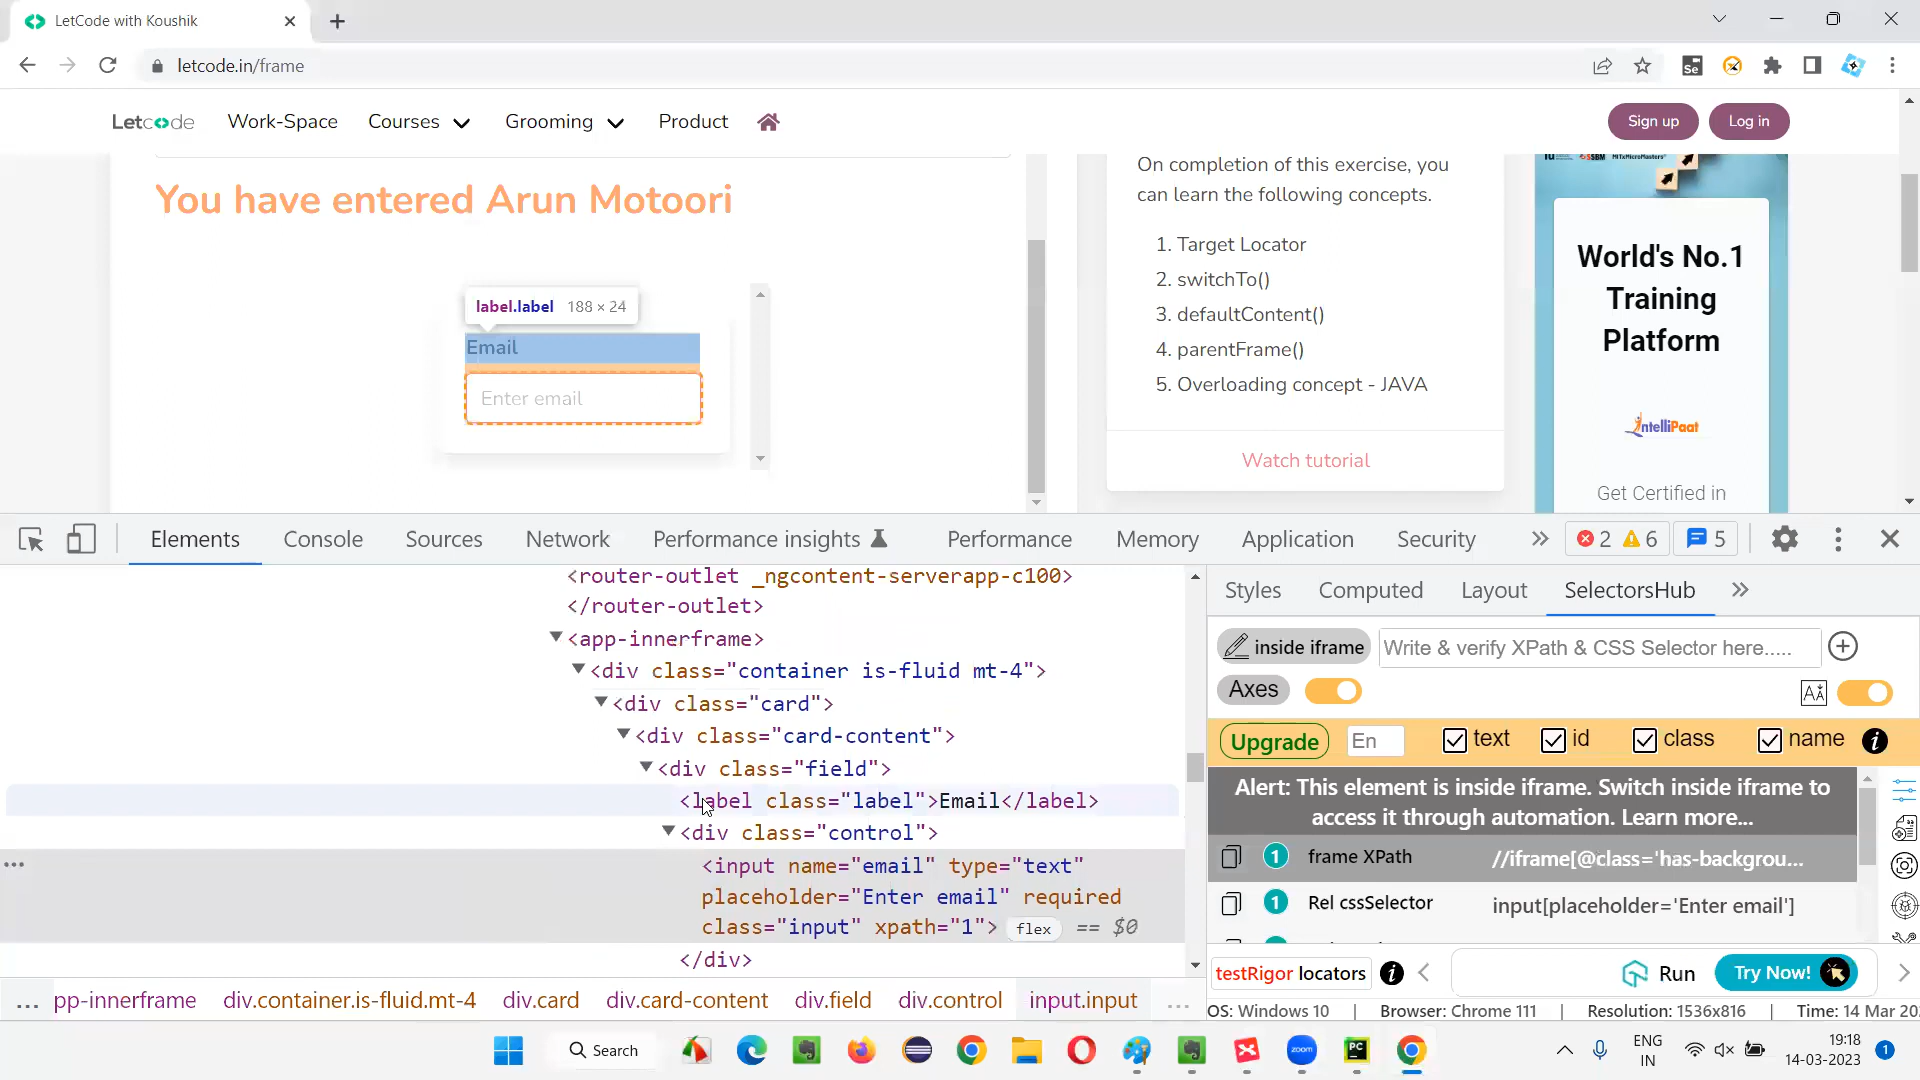 LetCode with Koushik
letcode.in/frame
Letcode Work-Space Courses Grooming Product Sign up Log in
You have entered Arun Motoori
label.label 188 × 24
Email
Enter email
On completion of this exercise, you
can learn the following concepts.
1. Target Locator
2. switchTo()
3. defaultContent()
4. parentFrame()
5. Overloading concept - JAVA
Watch tutorial
World's No.1
Training
Platform
IntelliPaat
Get Certified in
Elements Console Sources Network Performance insights Performance Memory Application Security » 2 6 5
<router-outlet _ngcontent-serverapp-c100>
</router-outlet>
<app-innerframe>
<div class="container is-fluid mt-4">
<div class="card">
<div class="card-content">
<div class="field">
<label class="label">Email</label>
<div class="control">
<input name="email" type="text"
placeholder="Enter email" required
class="input" xpath="1"> flex == $0
</div>
... pp-innerframe div.container.is-fluid.mt-4 div.card div.card-content div.field div.control input.input ...
Styles Computed Layout SelectorsHub »
inside iframe Write & verify XPath & CSS Selector here.....
Axes
Upgrade En text id class name
Alert: This element is inside iframe. Switch inside iframe to
access it through automation. Learn more...
1 frame XPath //iframe[@class='has-backgrou...
1 Rel cssSelector input[placeholder='Enter email']
testRigor locators Run Try Now!
OS: Windows 10 | Browser: Chrome 111 | Resolution: 1536x816 | Time: 14 Mar 20
Search zoom PC ENG IN 19:18
14-03-2023 1